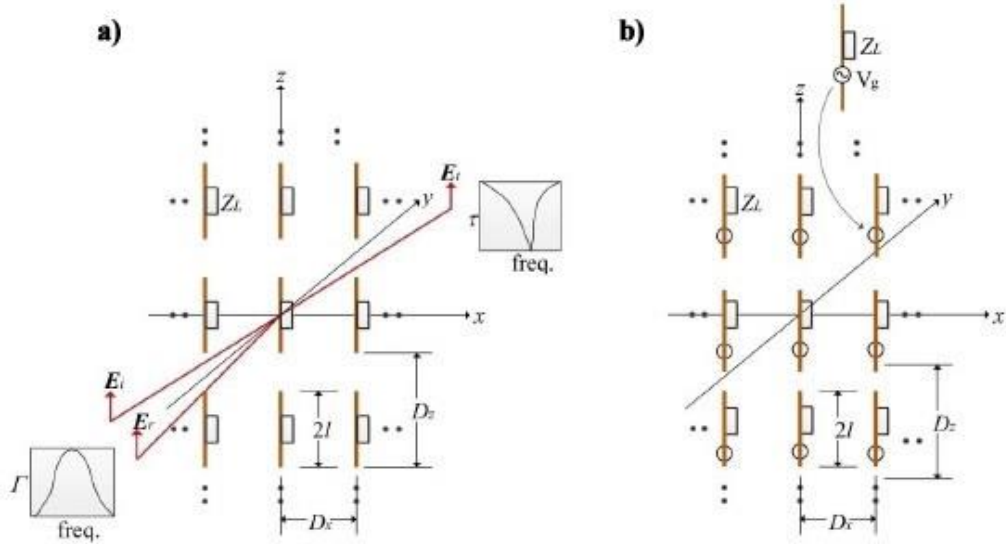 a)
z
Z_L
E_t
y
τ
freq.
x
E_i
E_r
D_z
2l
Γ
freq.
D_x
b)
Z_L
V_g
z
Z_L
y
x
D_z
2l
D_x